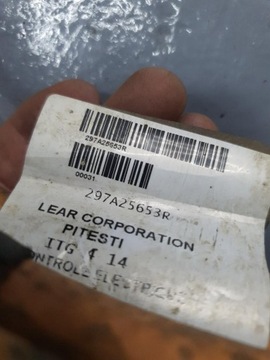 297A25653R
00031
297A25653R
LEAR CORPORATION
PITESTI
ITG 4 14